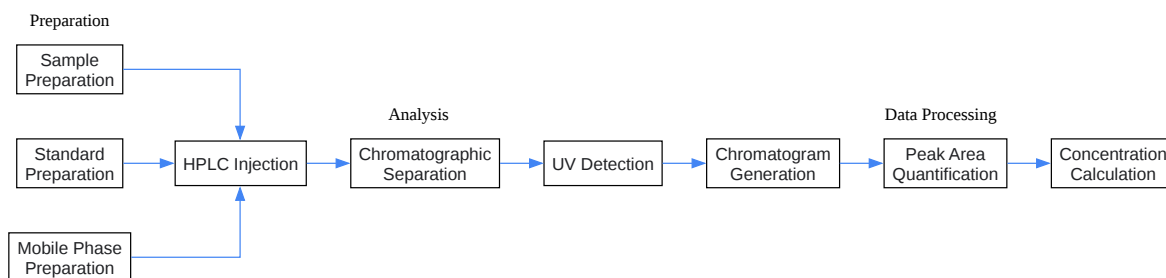 Preparation
Sample
Preparation
Analysis
Data Processing
Standard
Preparation
HPLC Injection
Chromatographic
Separation
UV Detection
Chromatogram
Generation
Peak Area
Quantification
Concentration
Calculation
Mobile Phase
Preparation